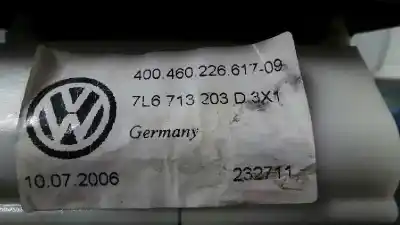 400.460.226.617-09
7L6 713 203 D 3X1
Germany
10.07.2006 232711